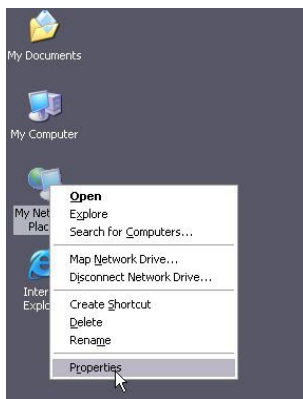 My Documents
My Computer
My Net
Plac
Inter
Explo
Open
Explore
Search for Computers...
Map Network Drive...
Disconnect Network Drive...
Create Shortcut
Delete
Rename
Properties